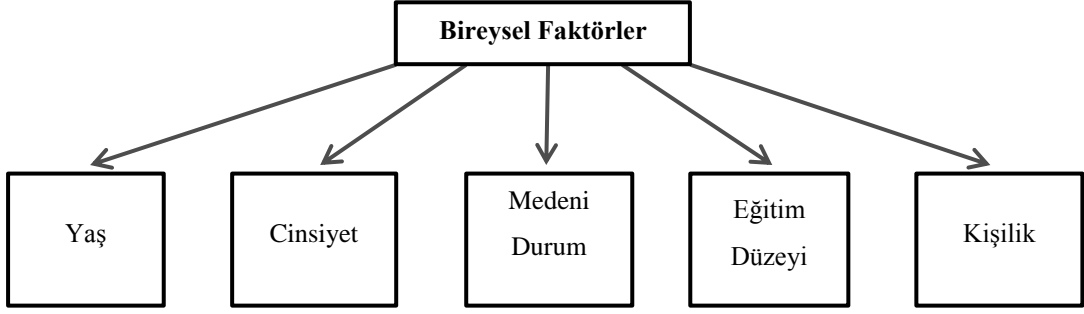 Bireysel Faktörler
Yaş
Cinsiyet
Medeni
Durum
Eğitim
Düzeyi
Kişilik